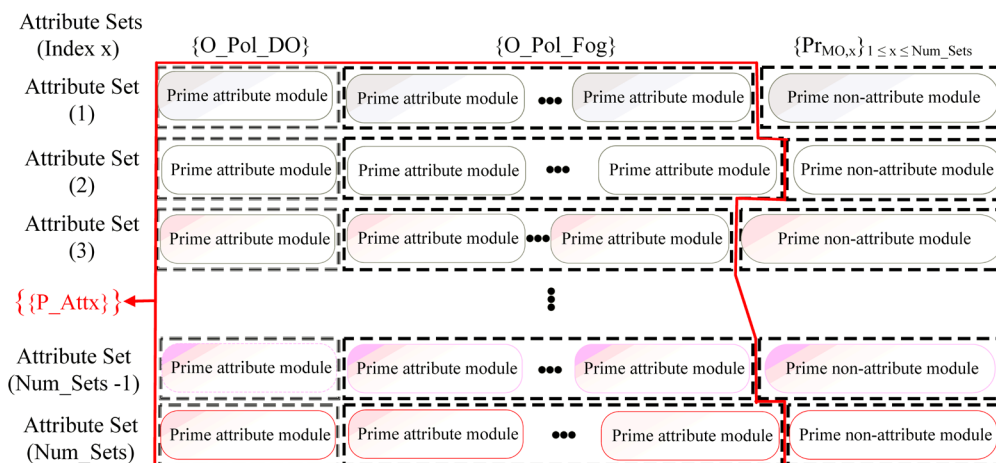 Attribute Sets
(Index x)
{O_Pol_DO}
{O_Pol_Fog}
{Pr_MO,x}_1 ≤ x ≤ Num_Sets
Attribute Set
(1)
Prime attribute module
Prime attribute module
•••
Prime attribute module
Prime non-attribute module
Attribute Set
(2)
Prime attribute module
Prime attribute module
•••
Prime attribute module
Prime non-attribute module
Attribute Set
(3)
Prime attribute module
Prime attribute module
•••
Prime attribute module
Prime non-attribute module
{{P_Attx}}
Attribute Set
(Num_Sets -1)
Prime attribute module
Prime attribute module
•••
Prime attribute module
Prime non-attribute module
Attribute Set
(Num_Sets)
Prime attribute module
Prime attribute module
•••
Prime attribute module
Prime non-attribute module